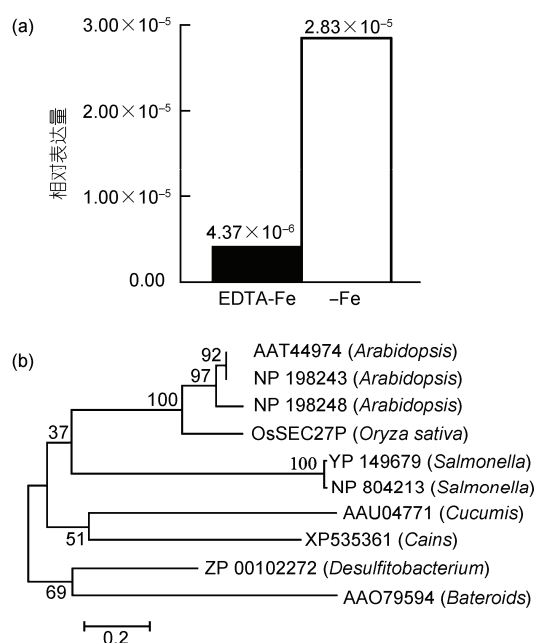 (a)
3.00×10⁻⁵
2.83×10⁻⁵
2.00×10⁻⁵
相对表达量
1.00×10⁻⁵
4.37×10⁻⁶
0.00
EDTA-Fe
–Fe
(b)
92
AAT44974 (Arabidopsis)
97
NP 198243 (Arabidopsis)
100
NP 198248 (Arabidopsis)
OsSEC27P (Oryza sativa)
37
100
YP 149679 (Salmonella)
NP 804213 (Salmonella)
AAU04771 (Cucumis)
51
XP535361 (Cains)
ZP 00102272 (Desulfitobacterium)
69
AAO79594 (Bateroids)
0.2